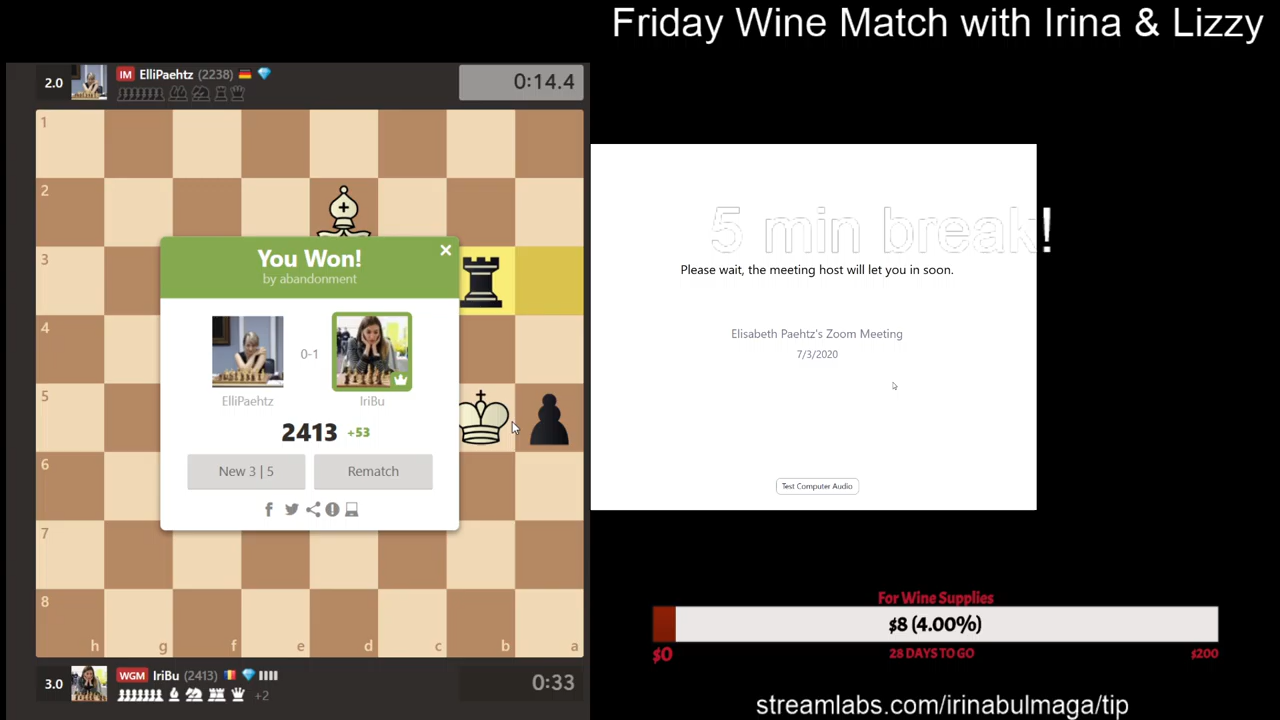 Friday Wine Match with Irina & Lizzy
2.0 IM ElliPaehtz (2238) 0:14.4
1
2
3
4
5
6
7
8
h g f e d c b a
You Won!
by abandonment
0-1
ElliPaehtz IriBu
2413 +53
New 3 | 5 Rematch
3.0 WGM IriBu (2413) 0:33
+2
5 min break!
Please wait, the meeting host will let you in soon.
Elisabeth Paehtz's Zoom Meeting
7/3/2020
Test Computer Audio
For Wine Supplies
$8 (4.00%)
$0 28 DAYS TO GO $200
streamlabs.com/irinabulmaga/tip